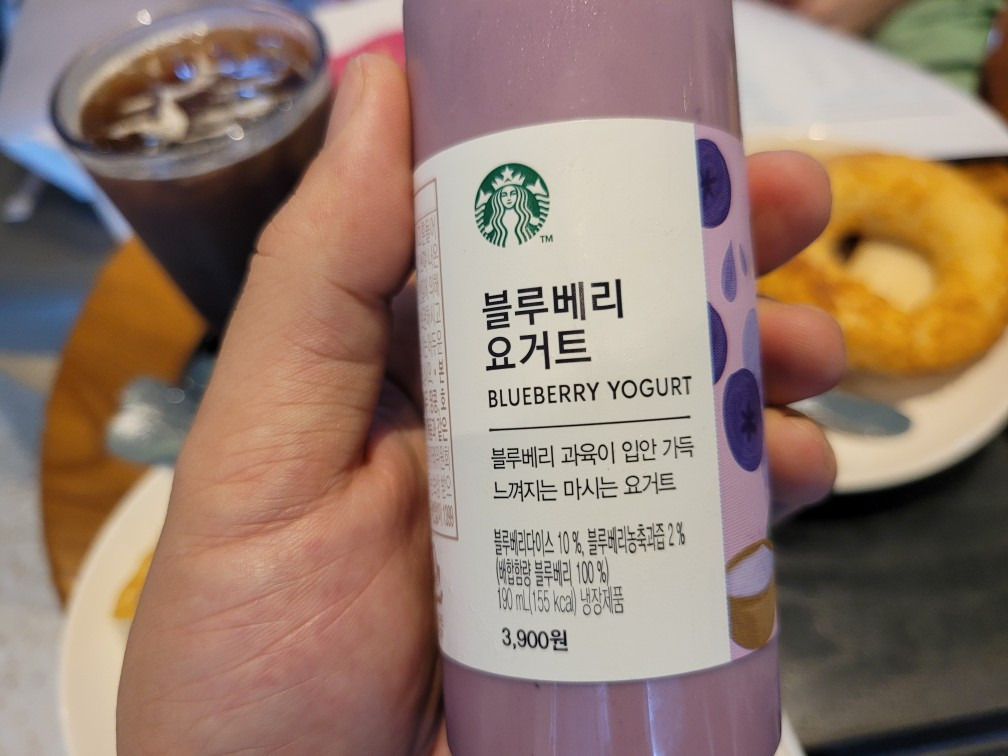 TM
블루베리
요거트
BLUEBERRY YOGURT
블루베리 과육이 입안 가득
느껴지는 마시는 요거트
블루베리다이스 10 %, 블루베리농축과즙 2 %
(배합함량 블루베리 100 %)
190 mL(155 kcal) 냉장제품
3,900원
1399